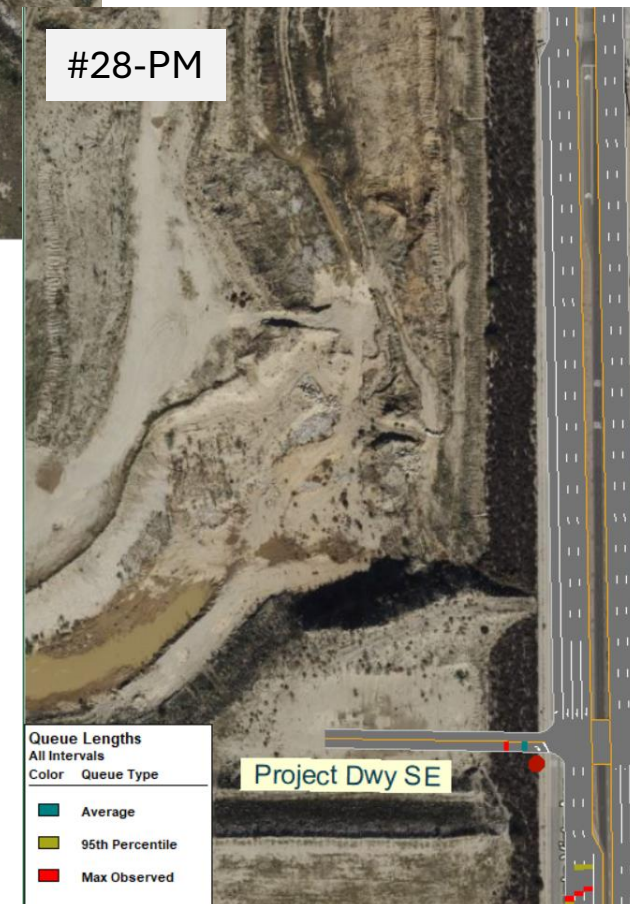 #28-PM
Project Dwy SE
Queue Lengths
All Intervals
Color Queue Type
Average
95th Percentile
Max Observed